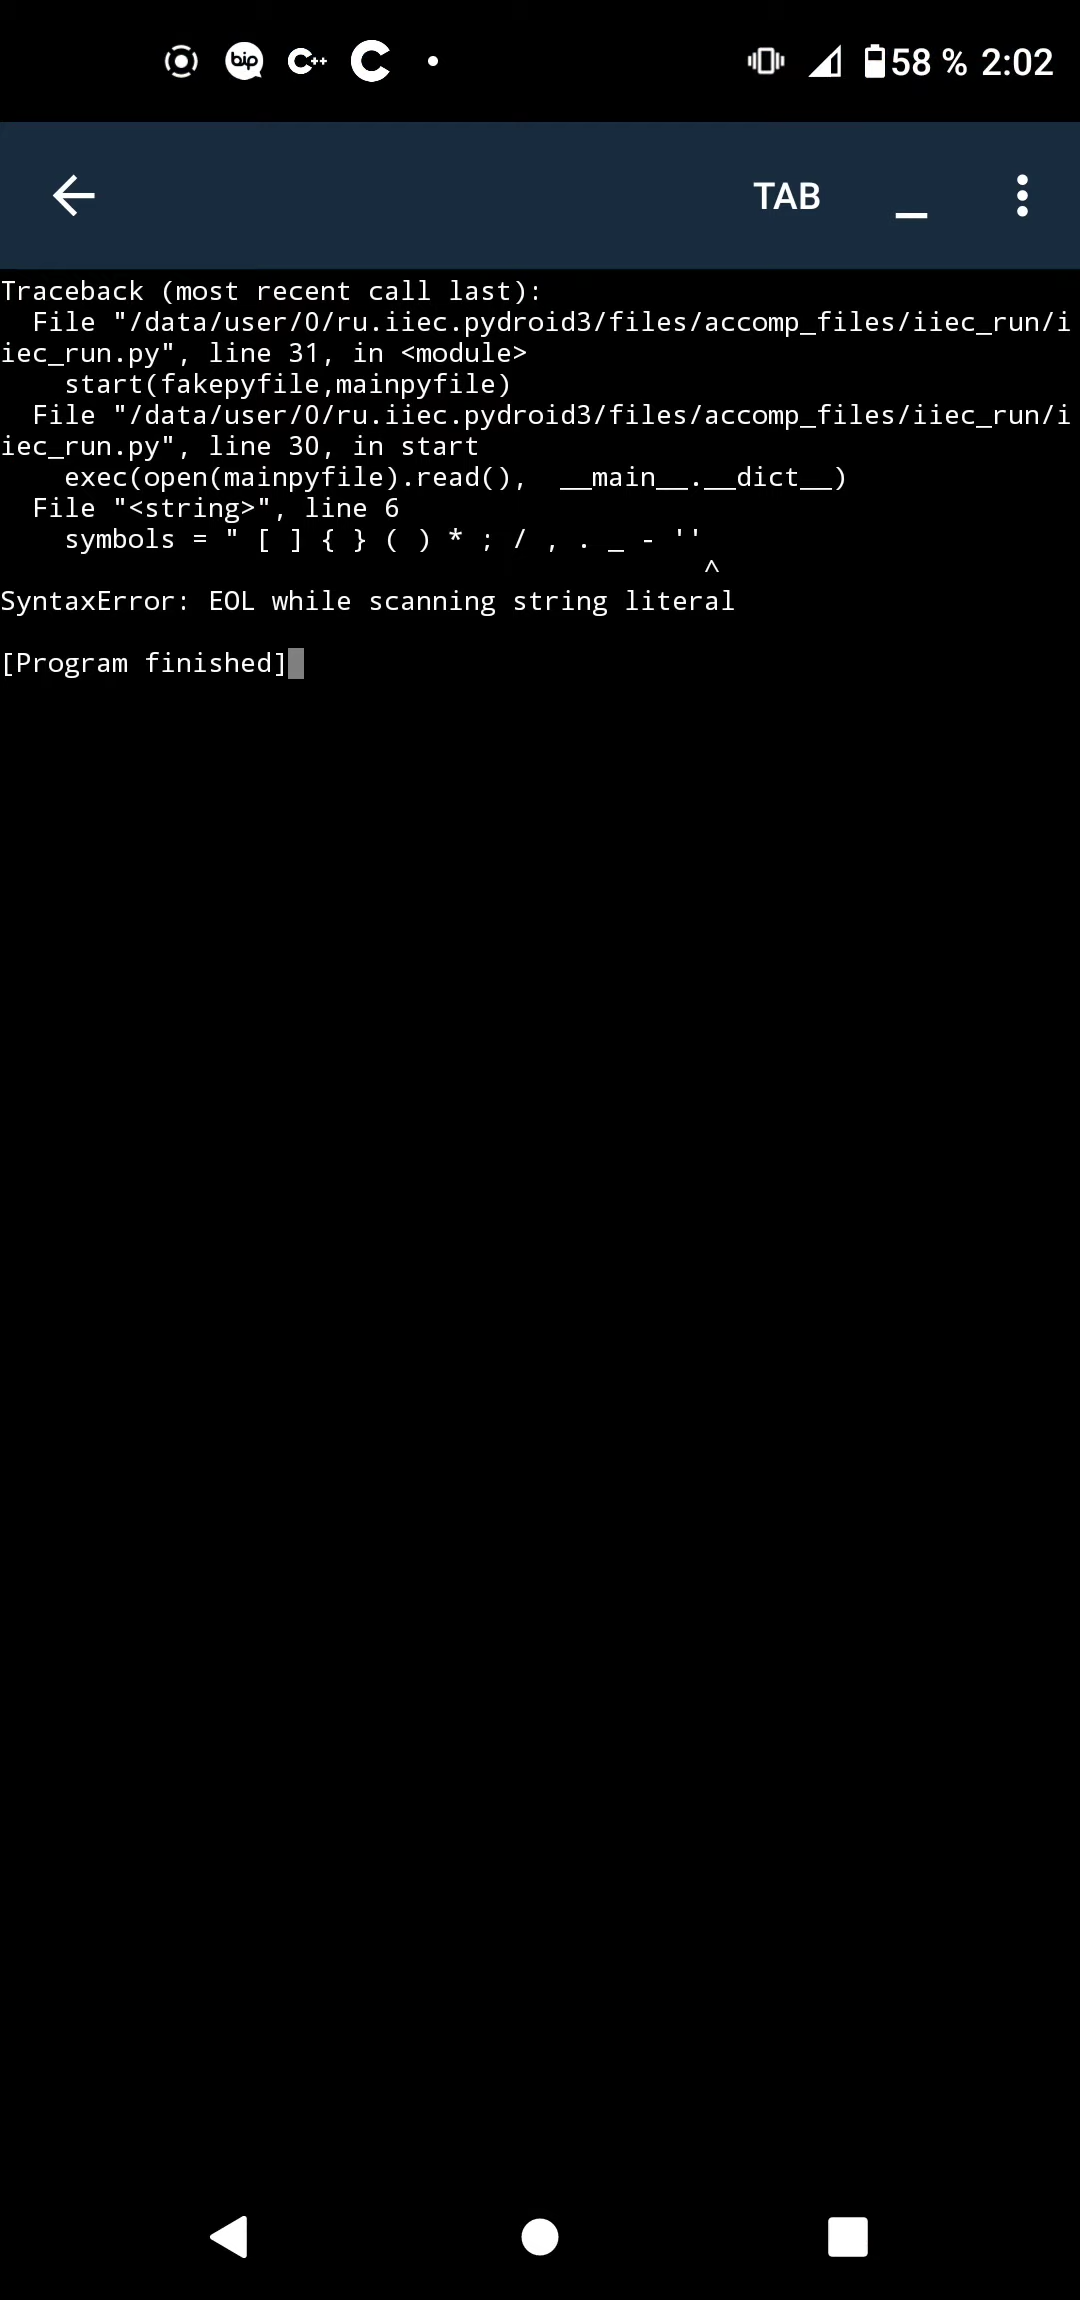 bip C++ C 58 % 2:02
TAB
Traceback (most recent call last):
  File "/data/user/0/ru.iiec.pydroid3/files/accomp_files/iiec_run/i
iec_run.py", line 31, in <module>
    start(fakepyfile,mainpyfile)
  File "/data/user/0/ru.iiec.pydroid3/files/accomp_files/iiec_run/i
iec_run.py", line 30, in start
    exec(open(mainpyfile).read(),  __main__.__dict__)
  File "<string>", line 6
    symbols = " [ ] { } ( ) * ; / , . _ - ''
                                            ^
SyntaxError: EOL while scanning string literal

[Program finished]